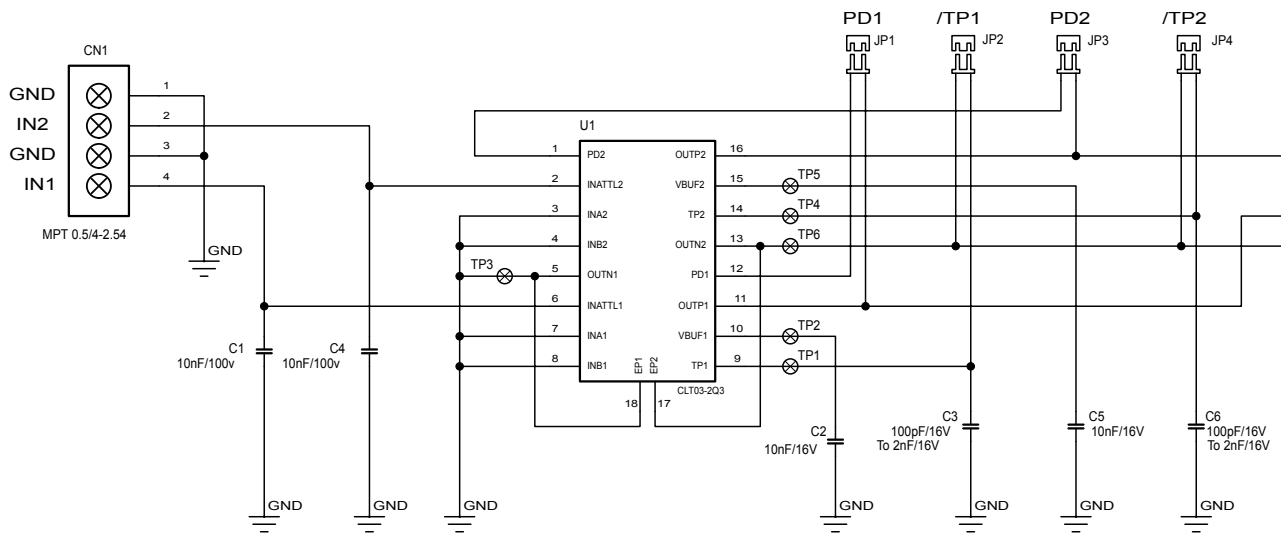 PD1
/TP1
PD2
/TP2
JP1
JP2
JP3
JP4
CN1
GND
1
IN2
2
GND
3
IN1
4
MPT 0.5/4-2.54
GND
U1
1
PD2
OUTP2
16
2
INATTL2
VBUF2
15
TP5
3
INA2
TP2
14
TP4
4
INB2
OUTN2
13
TP6
TP3
5
OUTN1
PD1
12
6
INATTL1
OUTP1
11
7
INA1
VBUF1
10
TP2
8
INB1
EP1
EP2
TP1
9
TP1
CLT03-2Q3
18
17
C1
10nF/100v
C4
10nF/100v
C2
10nF/16V
C3
100pF/16V
To 2nF/16V
C5
10nF/16V
C6
100pF/16V
To 2nF/16V
GND
GND
GND
GND
GND
GND
GND